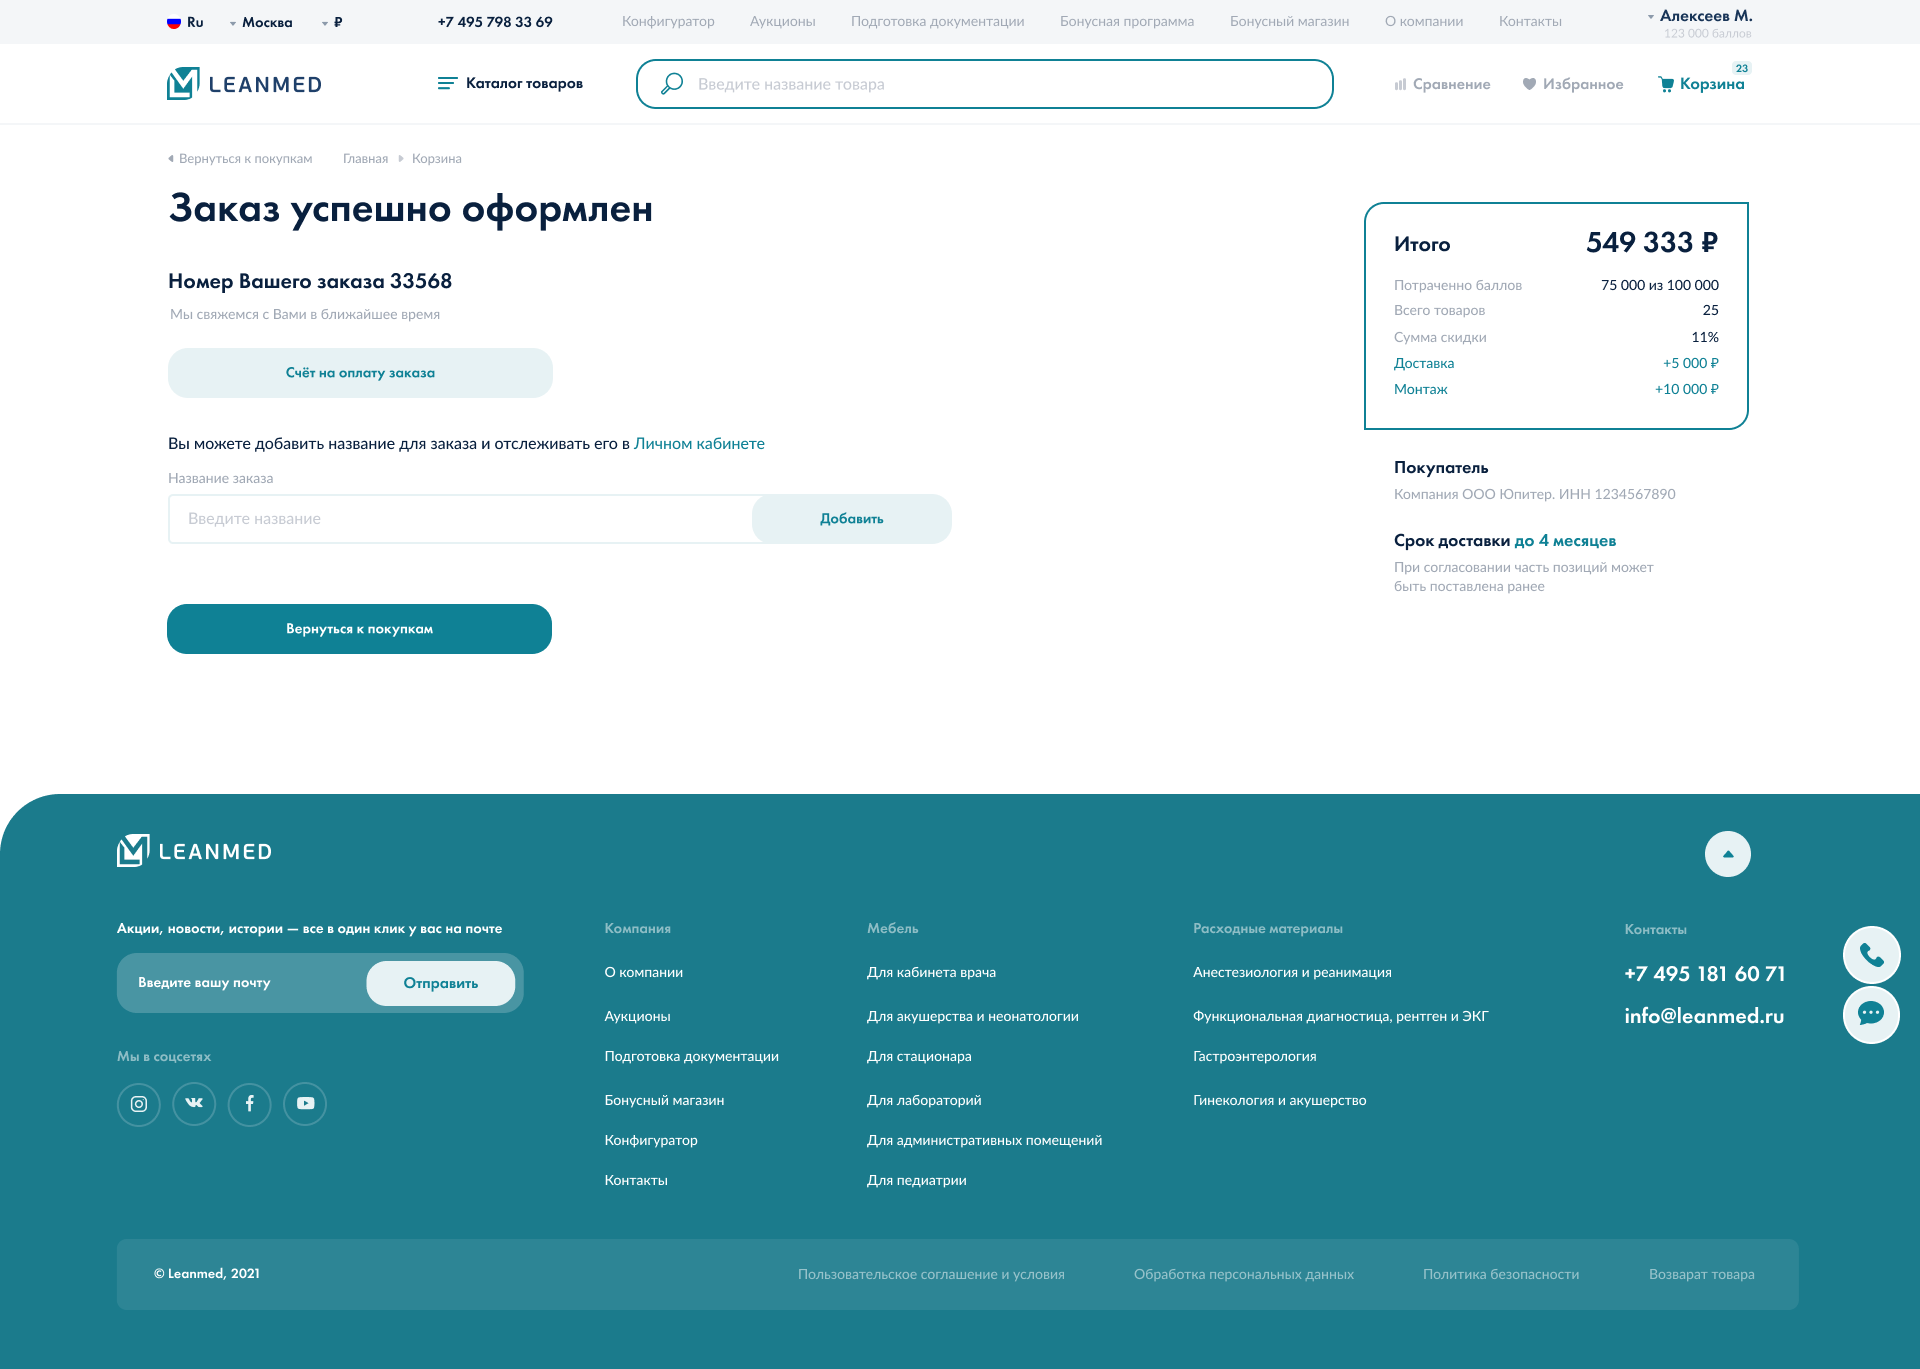 Ru
Москва
₽
+7 495 798 33 69
Конфигуратор
Аукционы
Подготовка документации
Бонусная программа
Бонусный магазин
О компании
Контакты
Алексеев М.
123 000 баллов
LEANMED
Каталог товаров
Введите название товара
Сравнение
Избранное
Корзина
23
Вернуться к покупкам
Главная
Корзина
Заказ успешно оформлен
Номер Вашего заказа 33568
Мы свяжемся с Вами в ближайшее время
Счёт на оплату заказа
Вы можете добавить название для заказа и отслеживать его в Личном кабинете
Название заказа
Введите название
Добавить
Вернуться к покупкам
Итого 549 333 ₽
Потраченно баллов 75 000 из 100 000
Всего товаров 25
Сумма скидки 11%
Доставка +5 000 ₽
Монтаж +10 000 ₽
Покупатель
Компания ООО Юпитер. ИНН 1234567890
Срок доставки до 4 месяцев
При согласовании часть позиций может
быть поставлена ранее
LEANMED
Акции, новости, истории — все в один клик у вас на почте
Введите вашу почту
Отправить
Мы в соцсетях
Компания
О компании
Аукционы
Подготовка документации
Бонусный магазин
Конфигуратор
Контакты
Мебель
Для кабинета врача
Для акушерства и неонатологии
Для стационара
Для лабораторий
Для административных помещений
Для педиатрии
Расходные материалы
Анестезиология и реанимация
Функциональная диагностица, рентген и ЭКГ
Гастроэнтерология
Гинекология и акушерство
Контакты
+7 495 181 60 71
info@leanmed.ru
© Leanmed, 2021
Пользовательское соглашение и условия
Обработка персональных данных
Политика безопасности
Возварат товара